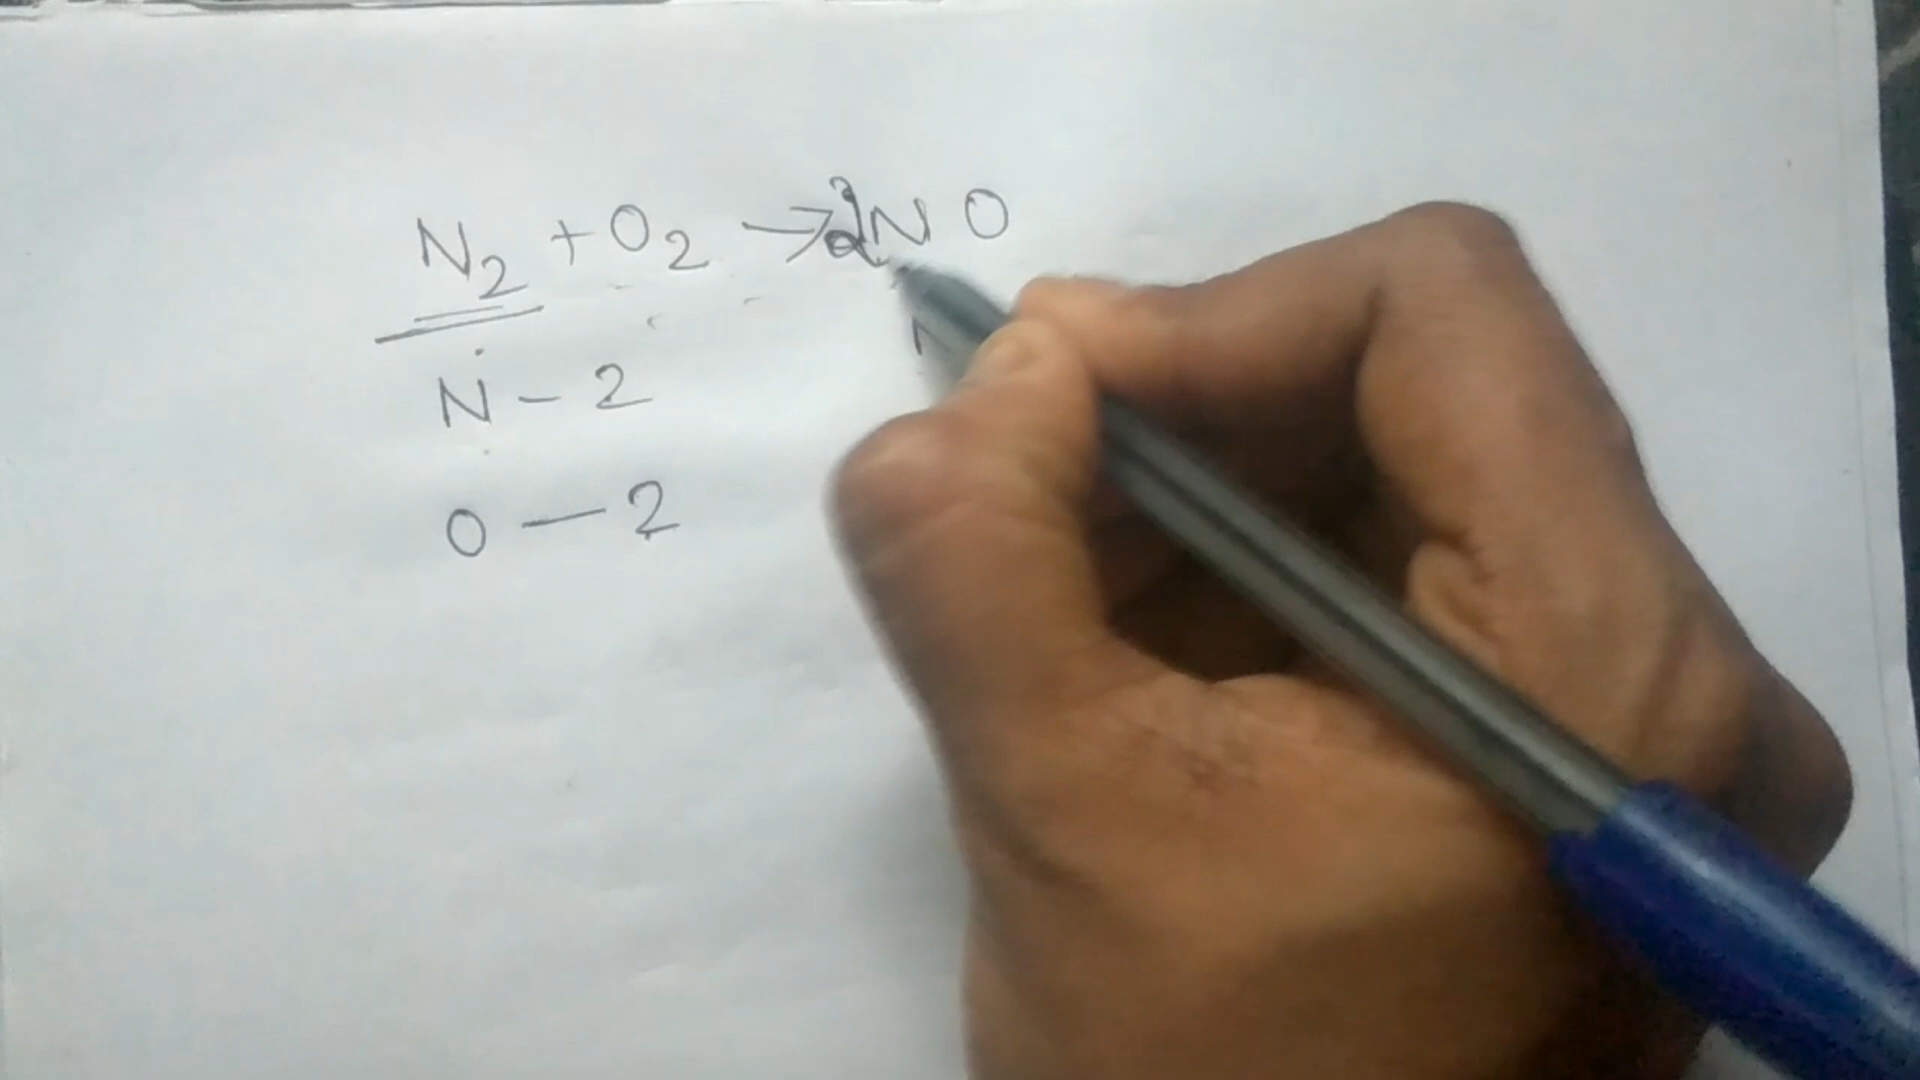 N₂ + O₂ → 2NO
N - 2
O - 2